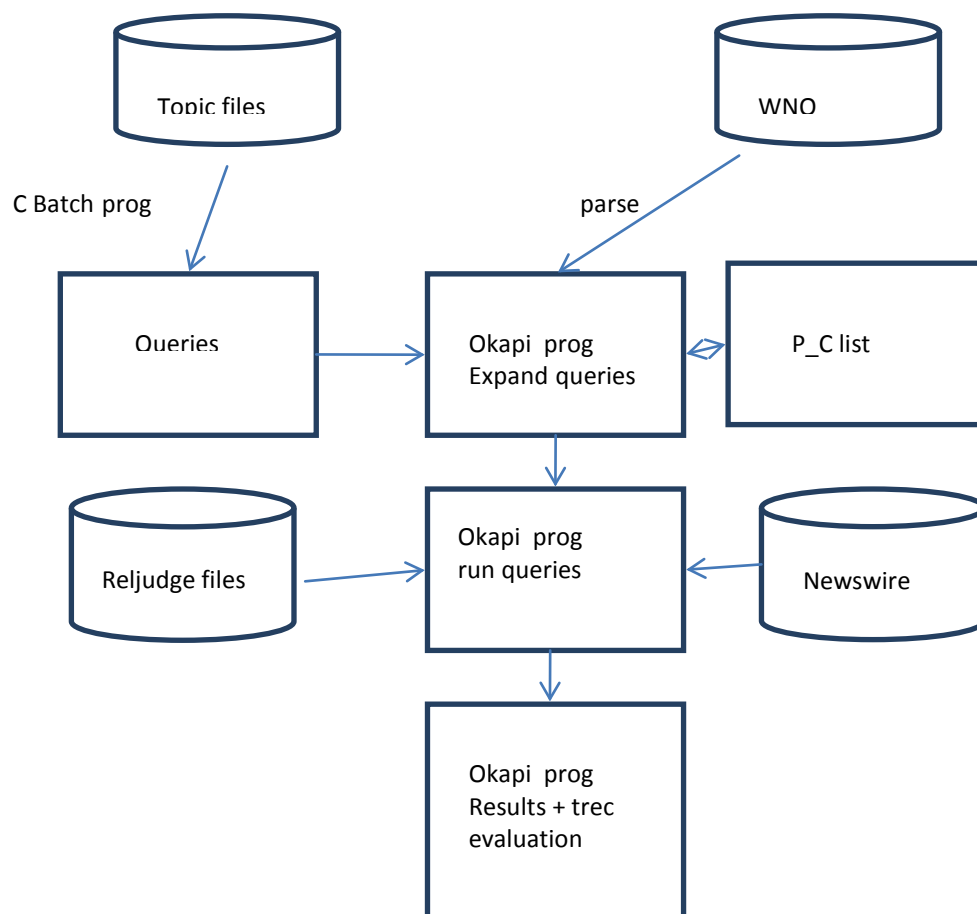 Topic files
WNO
C Batch prog
parse
Queries
Okapi prog
Expand queries
P_C list
Reljudge files
Okapi prog
run queries
Newswire
Okapi prog
Results + trec
evaluation